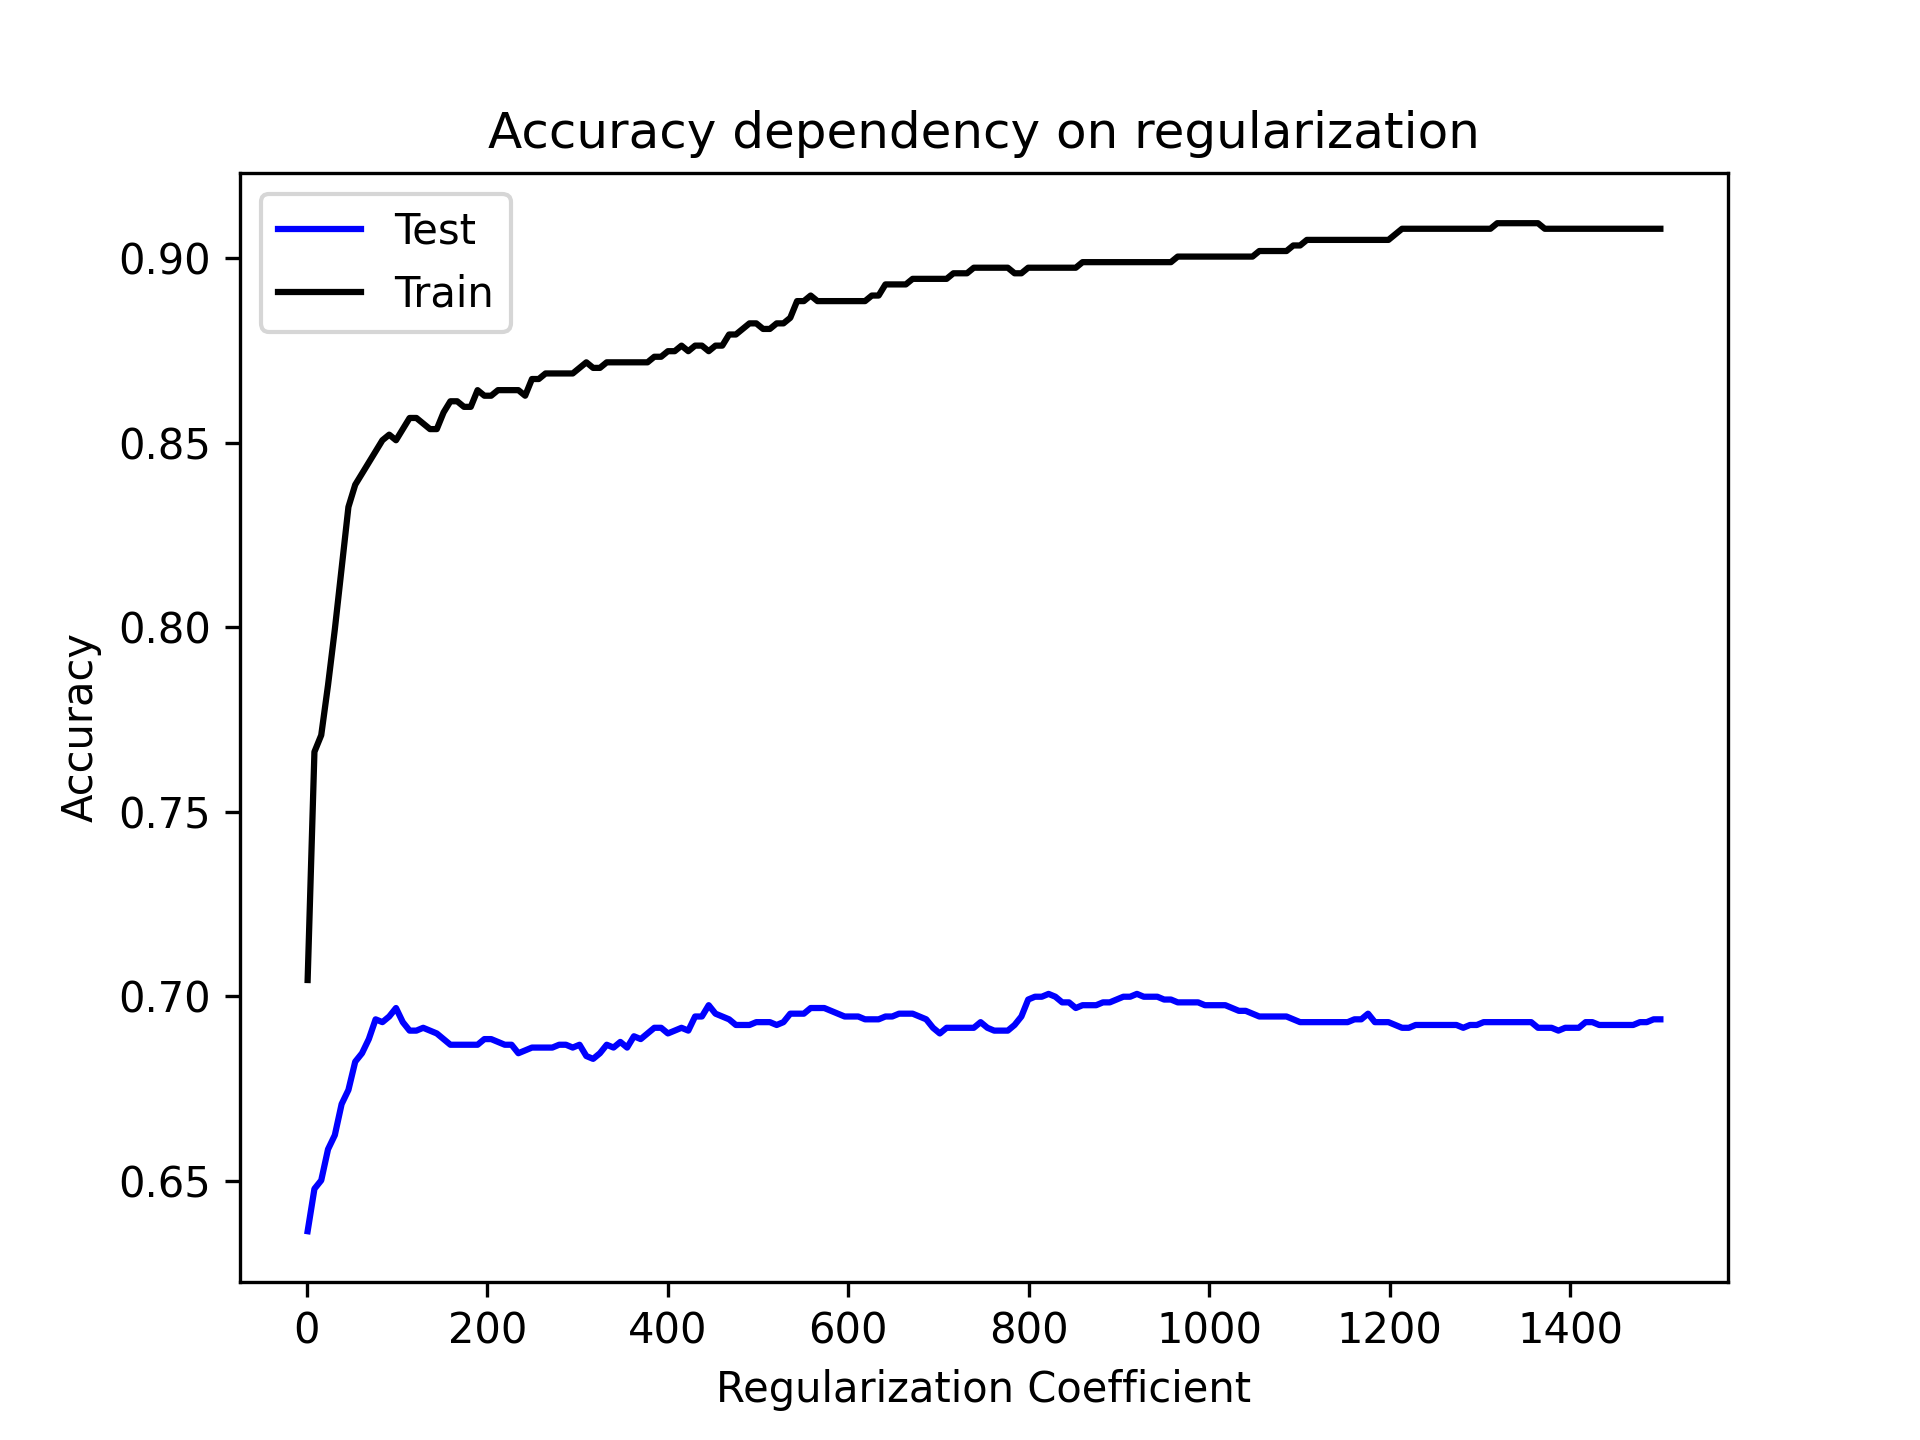 Accuracy dependency on regularization
Test
Train
Accuracy
0.90
0.85
0.80
0.75
0.70
0.65
0 200 400 600 800 1000 1200 1400
Regularization Coefficient